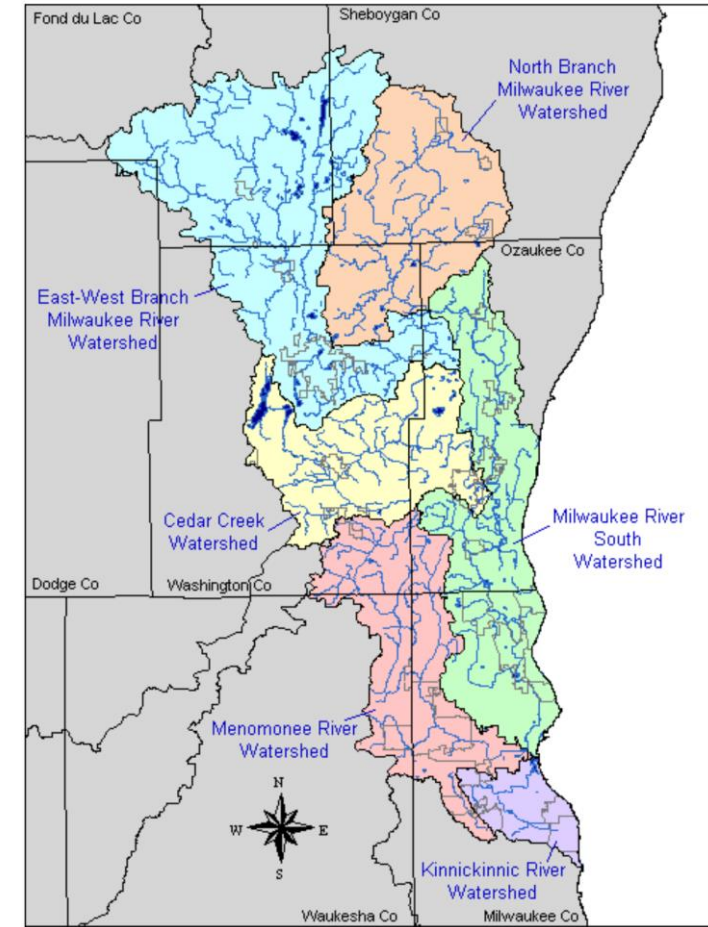 Fond du Lac Co
Sheboygan Co
North Branch
Milwaukee River
Watershed
Ozaukee Co
East-West Branch
Milwaukee River
Watershed
Cedar Creek
Watershed
Milwaukee River
South
Watershed
Dodge Co
Washington Co
Menomonee River
Watershed
N
W
E
S
Kinnickinnic River
Watershed
Waukesha Co
Milwaukee Co